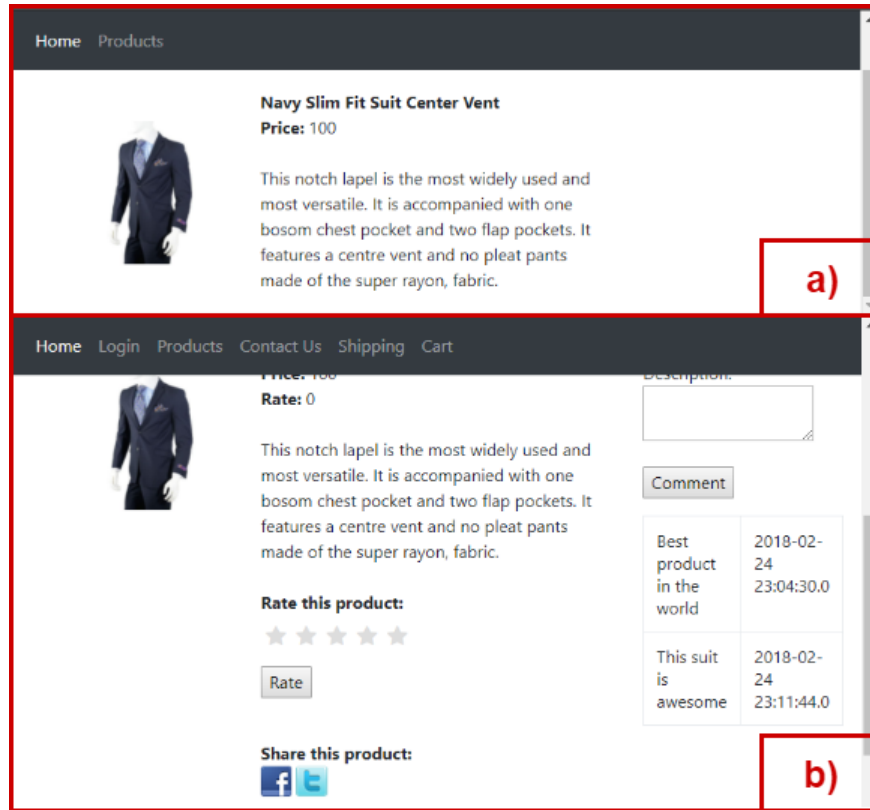 Home Products
Navy Slim Fit Suit Center Vent
Price: 100
This notch lapel is the most widely used and
most versatile. It is accompanied with one
bosom chest pocket and two flap pockets. It
features a centre vent and no pleat pants
made of the super rayon, fabric.
a)
Home Login Products Contact Us Shipping Cart
Price: 100
Rate: 0
This notch lapel is the most widely used and
most versatile. It is accompanied with one
bosom chest pocket and two flap pockets. It
features a centre vent and no pleat pants
made of the super rayon, fabric.
Rate this product:
Rate
Share this product:
Description:
Comment
Best
product
in the
world
2018-02-
24
23:04:30.0
This suit
is
awesome
2018-02-
24
23:11:44.0
b)